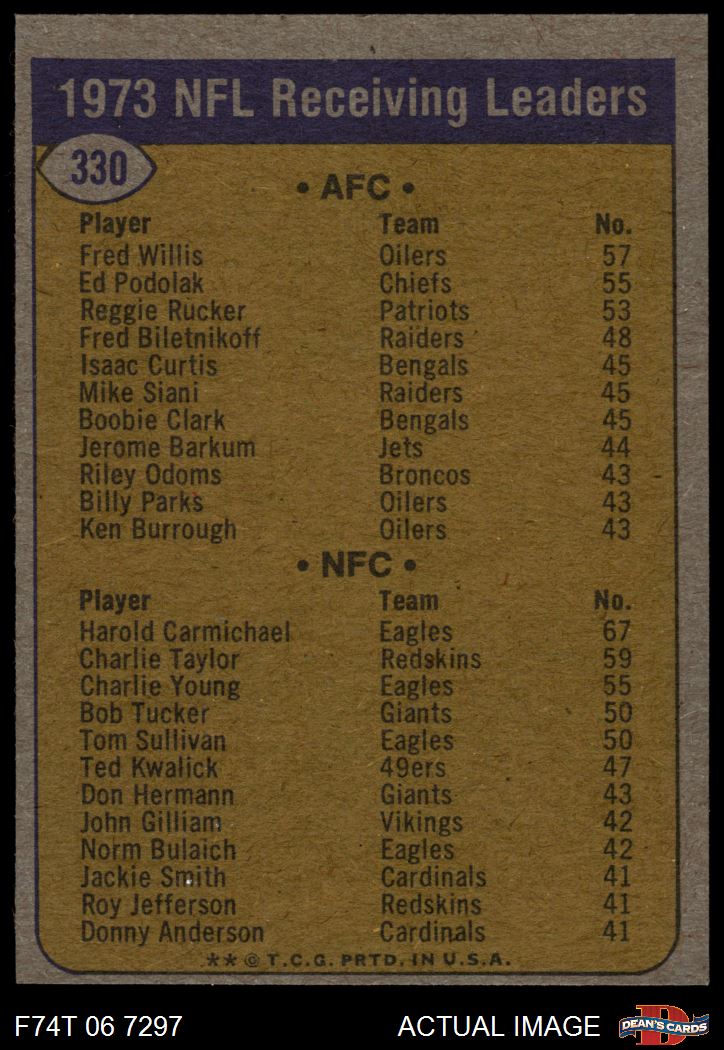 1973 NFL Receiving Leaders
330
• AFC •
Player Team No.
Fred Willis Oilers 57
Ed Podolak Chiefs 55
Reggie Rucker Patriots 53
Fred Biletnikoff Raiders 48
Isaac Curtis Bengals 45
Mike Siani Raiders 45
Boobie Clark Bengals 45
Jerome Barkum Jets 44
Riley Odoms Broncos 43
Billy Parks Oilers 43
Ken Burrough Oilers 43
• NFC •
Player Team No.
Harold Carmichael Eagles 67
Charlie Taylor Redskins 59
Charlie Young Eagles 55
Bob Tucker Giants 50
Tom Sullivan Eagles 50
Ted Kwalick 49ers 47
Don Hermann Giants 43
John Gilliam Vikings 42
Norm Bulaich Eagles 42
Jackie Smith Cardinals 41
Roy Jefferson Redskins 41
Donny Anderson Cardinals 41
** © T.C.G. PRTD. IN U.S.A.
F74T 06 7297 ACTUAL IMAGE
D
DEAN'S CARDS